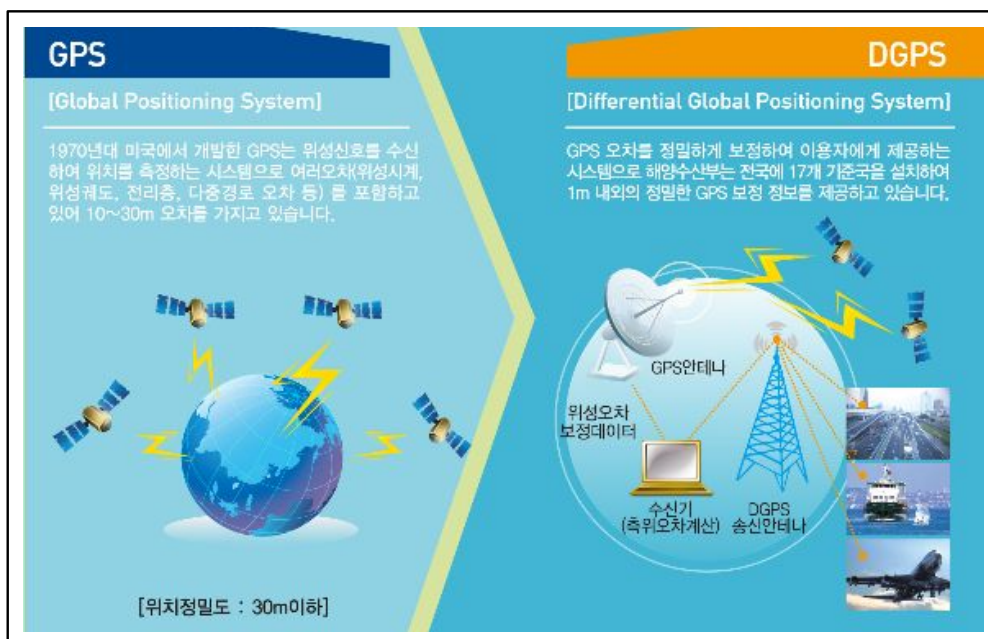 GPS
[Global Positioning System]
1970년대 미국에서 개발한 GPS는 위성신호를 수신
하여 위치를 측정하는 시스템으로 여러오차(위성시계,
위성궤도, 전리층, 다중경로 오차 등) 를 포함하고
있어 10~30m 오차를 가지고 있습니다.
[위치정밀도 : 30m이하]
DGPS
[Differential Global Positioning System]
GPS 오차를 정밀하게 보정하여 이용자에게 제공하는
시스템으로 해양수산부는 전국에 17개 기준국을 설치하여
1m 내외의 정밀한 GPS 보정 정보를 제공하고 있습니다.
GPS안테나
위성오차
보정데이터
수신기
(측위오차계산)
DGPS
송신안테나